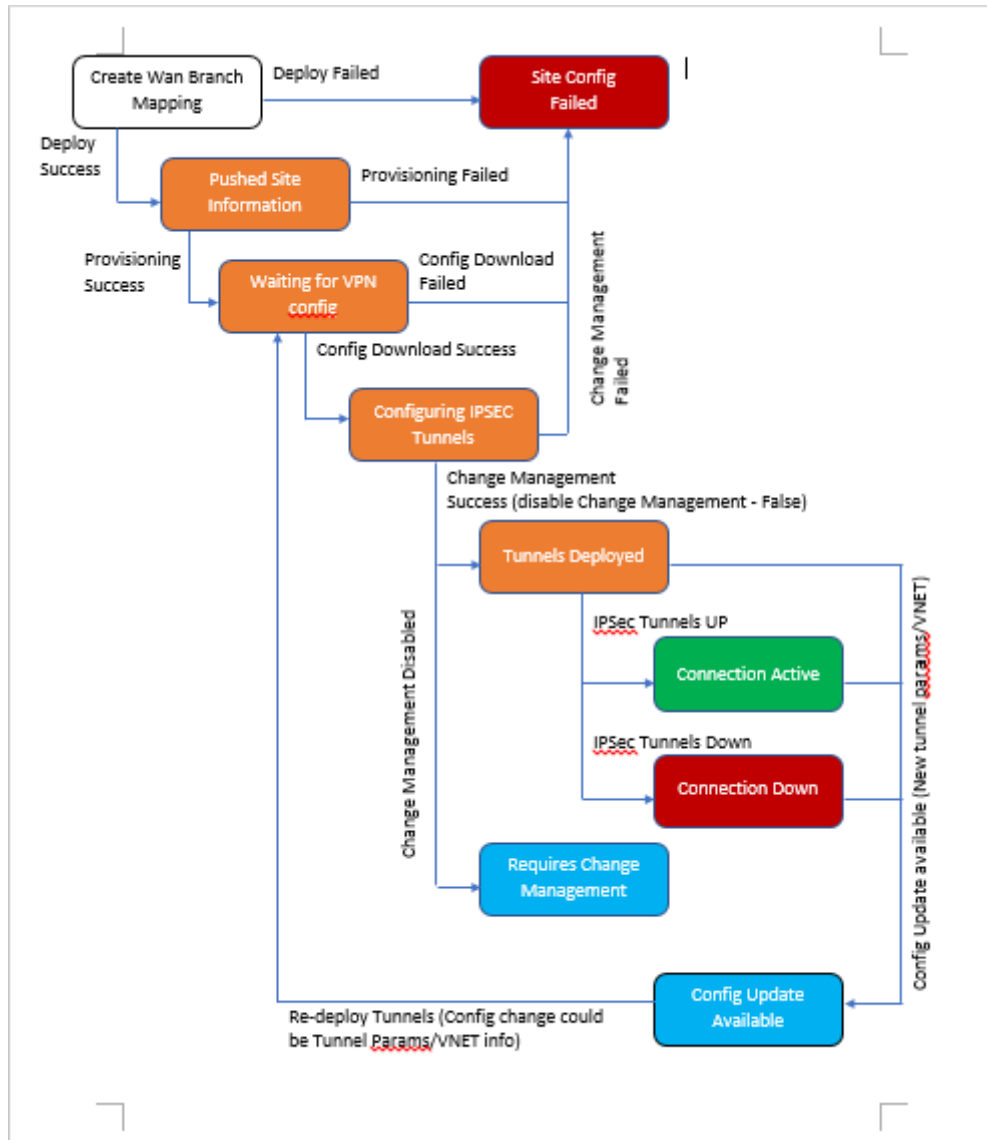 Create Wan Branch
Mapping
Deploy Failed
Site Config
Failed
Deploy
Success
Pushed Site
Information
Provisioning Failed
Provisioning
Success
Waiting for VPN
config
Config Download
Failed
Change Management
Failed
Config Download Success
Configuring IPSEC
Tunnels
Change Management
Success (disable Change Management - False)
Tunnels Deployed
IPSec Tunnels UP
Connection Active
IPSec Tunnels Down
Connection Down
Change Management Disabled
Requires Change
Management
Config Update available (New tunnel params/VNET)
Config Update
Available
Re-deploy Tunnels (Config change could
be Tunnel Params/VNET info)